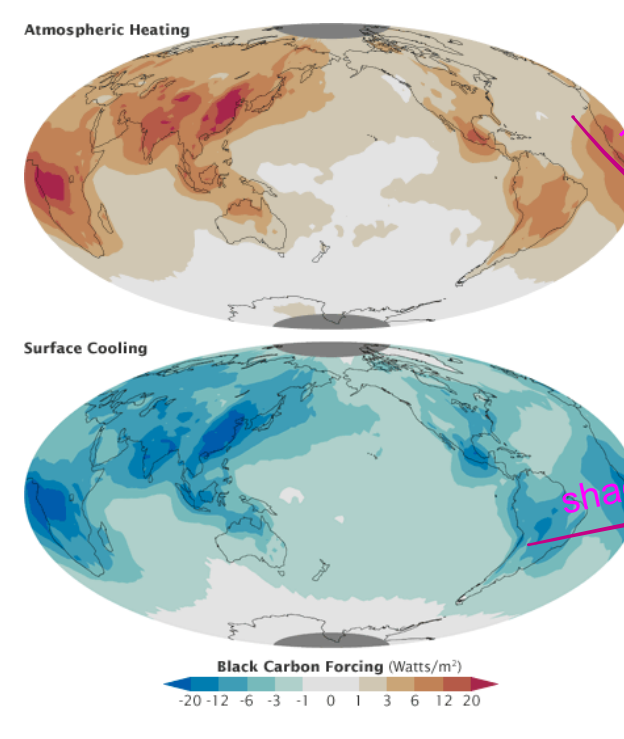 Atmospheric Heating
Surface Cooling
sha
Black Carbon Forcing (Watts/m²)
-20 -12 -6 -3 -1 0 1 3 6 12 20